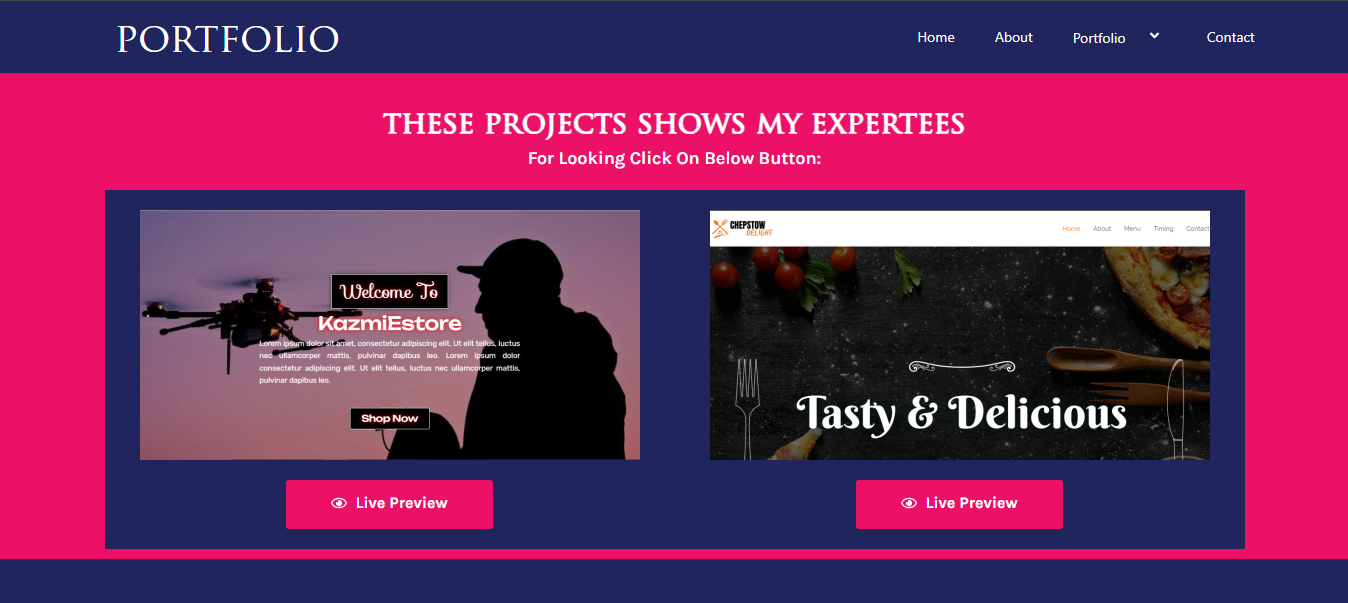 PORTFOLIO
Home About Portfolio Contact
THESE PROJECTS SHOWS MY EXPERTEES
For Looking Click On Below Button:
Welcome To
KazmiEstore
Lorem ipsum dolor sit amet, consectetur adipiscing elit. Ut elit tellus, luctus
nec ullamcorper mattis, pulvinar dapibus leo. Lorem ipsum dolor
consectetur adipiscing elit. Ut elit tellus, luctus nec ullamcorper mattis,
pulvinar dapibus leo.
Shop Now
Live Preview
CHEPSTOW
DELIGHT
Home About Menu Timing Contact
Tasty & Delicious
Live Preview